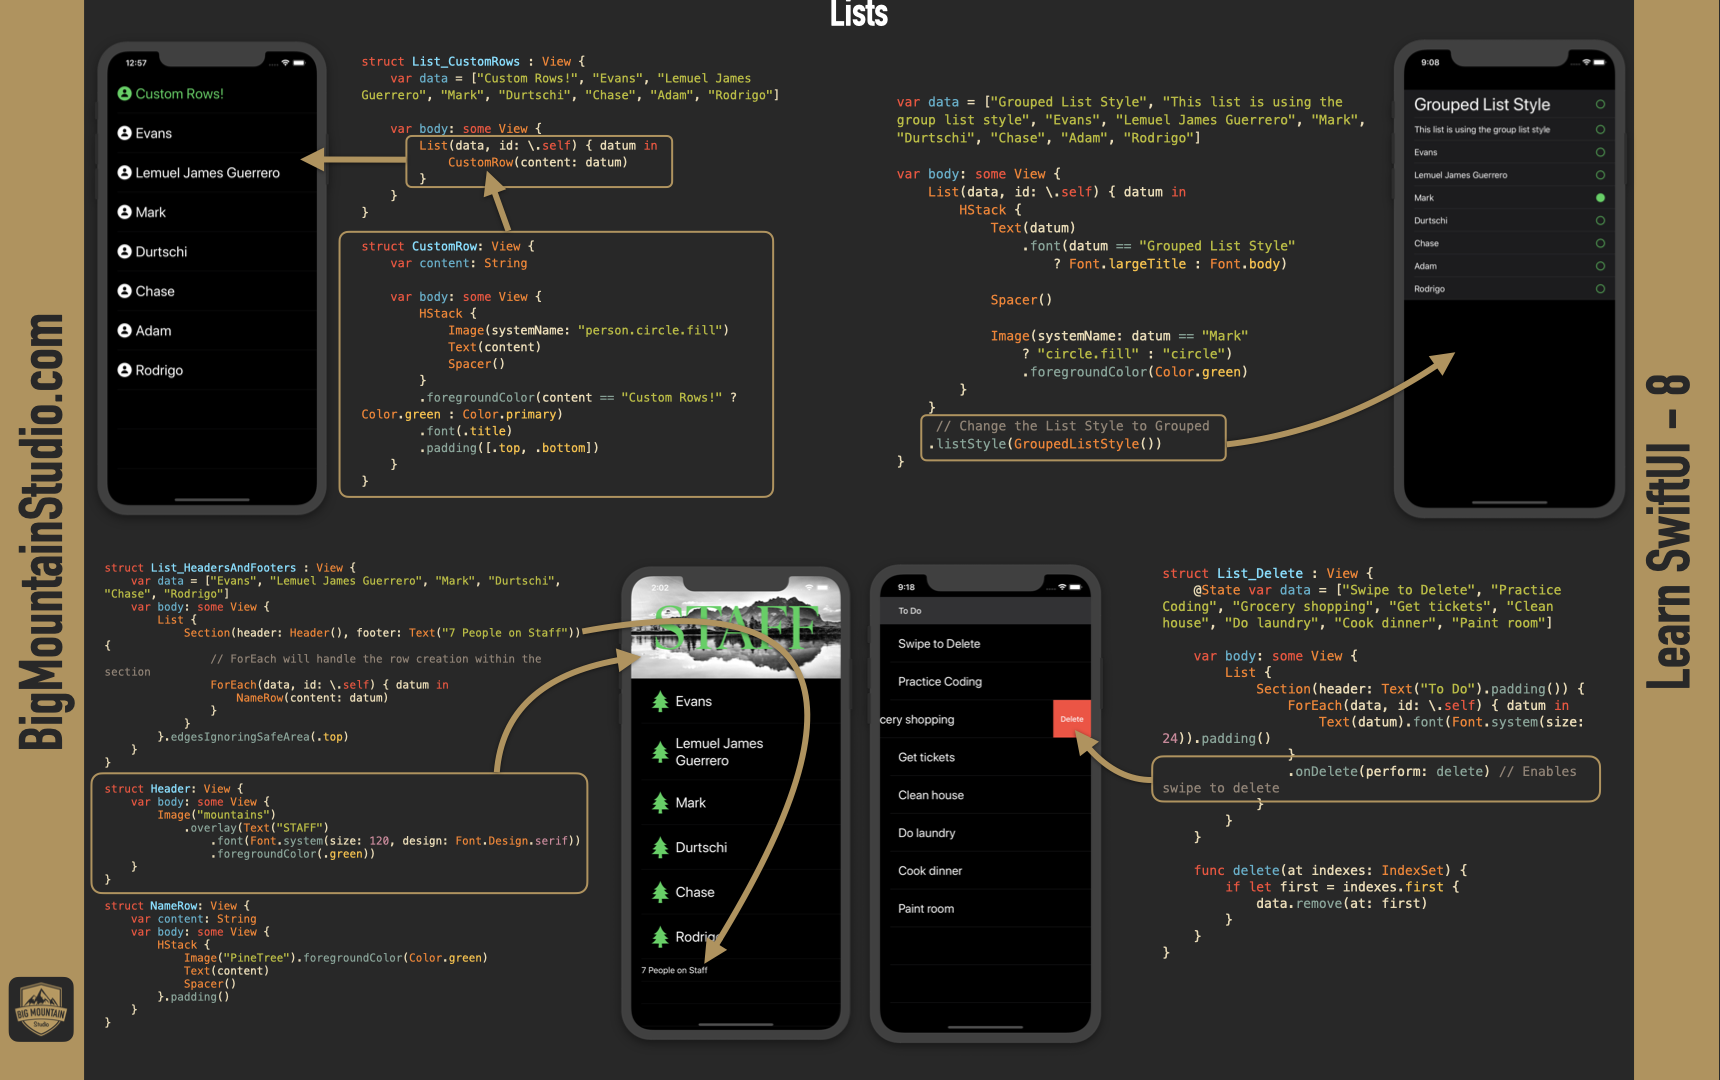 Lists
BigMountainStudio.com
BIG MOUNTAIN
Studio
Learn SwiftUI - 8
12:57
Custom Rows!
Evans
Lemuel James Guerrero
Mark
Durtschi
Chase
Adam
Rodrigo
struct List_CustomRows : View {
var data = ["Custom Rows!", "Evans", "Lemuel James
Guerrero", "Mark", "Durtschi", "Chase", "Adam", "Rodrigo"]
var body: some View {
List(data, id: \.self) { datum in
CustomRow(content: datum)
}
}
}
struct CustomRow: View {
var content: String
var body: some View {
HStack {
Image(systemName: "person.circle.fill")
Text(content)
Spacer()
}
.foregroundColor(content == "Custom Rows!" ?
Color.green : Color.primary)
.font(.title)
.padding([.top, .bottom])
}
}
var data = ["Grouped List Style", "This list is using the
group list style", "Evans", "Lemuel James Guerrero", "Mark",
"Durtschi", "Chase", "Adam", "Rodrigo"]
var body: some View {
List(data, id: \.self) { datum in
HStack {
Text(datum)
.font(datum == "Grouped List Style"
? Font.largeTitle : Font.body)
Spacer()
Image(systemName: datum == "Mark"
? "circle.fill" : "circle")
.foregroundColor(Color.green)
}
}
// Change the List Style to Grouped
.listStyle(GroupedListStyle())
}
9:08
Grouped List Style
This list is using the group list style
Evans
Lemuel James Guerrero
Mark
Durtschi
Chase
Adam
Rodrigo
struct List_HeadersAndFooters : View {
var data = ["Evans", "Lemuel James Guerrero", "Mark", "Durtschi",
"Chase", "Rodrigo"]
var body: some View {
List {
Section(header: Header(), footer: Text("7 People on Staff"))
{
// ForEach will handle the row creation within the
section
ForEach(data, id: \.self) { datum in
NameRow(content: datum)
}
}
}.edgesIgnoringSafeArea(.top)
}
}
struct Header: View {
var body: some View {
Image("mountains")
.overlay(Text("STAFF")
.font(Font.system(size: 120, design: Font.Design.serif))
.foregroundColor(.green))
}
}
struct NameRow: View {
var content: String
var body: some View {
HStack {
Image("PineTree").foregroundColor(Color.green)
Text(content)
Spacer()
}.padding()
}
}
2:02
STAFF
Evans
Lemuel James
Guerrero
Mark
Durtschi
Chase
Rodrigo
7 People on Staff
9:18
To Do
Swipe to Delete
Practice Coding
cery shopping
Delete
Get tickets
Clean house
Do laundry
Cook dinner
Paint room
struct List_Delete : View {
@State var data = ["Swipe to Delete", "Practice
Coding", "Grocery shopping", "Get tickets", "Clean
house", "Do laundry", "Cook dinner", "Paint room"]
var body: some View {
List {
Section(header: Text("To Do").padding()) {
ForEach(data, id: \.self) { datum in
Text(datum).font(Font.system(size:
24)).padding()
}
.onDelete(perform: delete) // Enables
swipe to delete
}
}
}
func delete(at indexes: IndexSet) {
if let first = indexes.first {
data.remove(at: first)
}
}
}